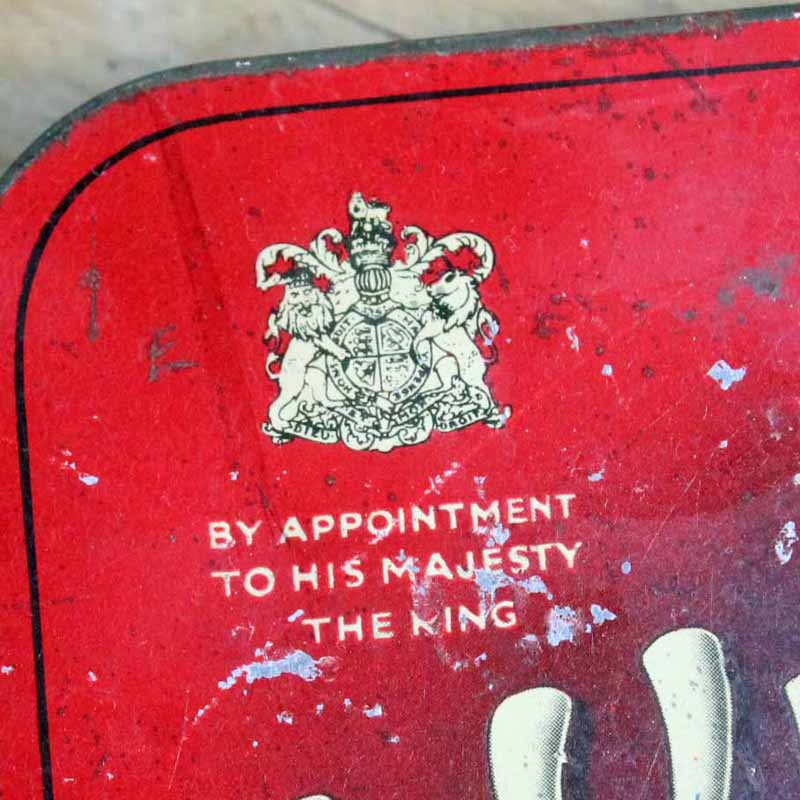 BY APPOINTMENT
TO HIS MAJESTY
THE KING